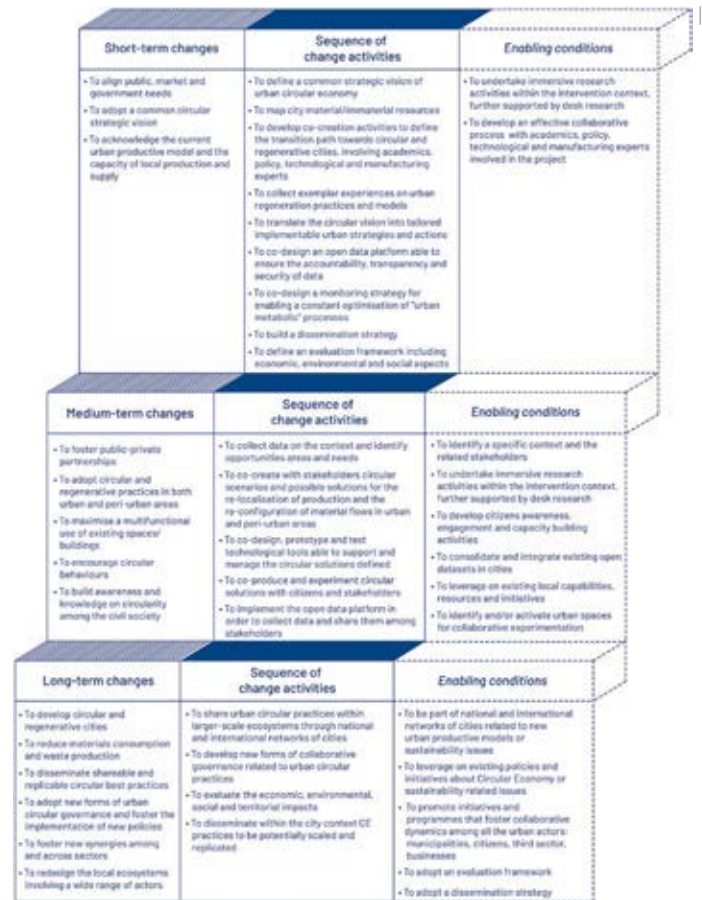 Short-term changes
• To align public, market and
government needs
• To adopt a common circular
strategic vision
• To acknowledge the current
urban productive model and the
capacity of local production and
supply
Sequence of
change activities
• To define a common strategic vision of
urban circular economy
• To map city material/immaterial resources
• To develop co-creation activities to define
the transition path towards circular and
regenerative cities, involving academics,
policy, technological and manufacturing
experts
• To collect exemplar experiences on urban
regeneration practices and models
• To translate the circular vision into tailored
implementable urban strategies and actions
• To co-design an open data platform able to
ensure the accountability, transparency and
security of data
• To co-design a monitoring strategy for
enabling a constant optimisation of "urban
metabolic" processes
• To build a dissemination strategy
• To define an evaluation framework including
economic, environmental and social aspects
Enabling conditions
• To undertake immersive research
activities within the intervention context,
further supported by desk research
• To develop an effective collaborative
process with academics, policy,
technological and manufacturing experts
involved in the project
Medium-term changes
• To foster public-private
partnerships
• To adopt circular and
regenerative practices in both
urban and peri-urban areas
• To maximise a multifunctional
use of existing spaces/
buildings
• To encourage circular
behaviours
• To build awareness and
knowledge on circularity
among the civil society
Sequence of
change activities
• To collect data on the context and identify
opportunities areas and needs
• To co-create with stakeholders circular
scenarios and possible solutions for the
re-localisation of production and the
re-configuration of material flows in urban
and peri-urban areas
• To co-design, prototype and test
technological tools able to support and
manage the circular solutions defined
• To co-produce and experiment circular
solutions with citizens and stakeholders
• To implement the open data platform in
order to collect data and share them among
stakeholders
Enabling conditions
• To identify a specific context and the
related stakeholders
• To undertake immersive research
activities within the intervention context,
further supported by desk research
• To develop citizens awareness,
engagement and capacity building
activities
• To consolidate and integrate existing open
datasets in cities
• To leverage on existing local capabilities,
resources and initiatives
• To identify and/or activate urban spaces
for collaborative experimentation
Long-term changes
• To develop circular and
regenerative cities
• To reduce materials consumption
and waste production
• To disseminate shareable and
replicable circular best practices
• To adopt new forms of urban
circular governance and foster the
implementation of new policies
• To foster new synergies among
and across sectors
• To redesign the local ecosystems
involving a wide range of actors
Sequence of
change activities
• To share urban circular practices within
larger-scale ecosystems through national
and international networks of cities
• To develop new forms of collaborative
governance related to urban circular
practices
• To evaluate the economic, environmental,
social and territorial impacts
• To disseminate within the city context CE
practices to be potentially scaled and
replicated
Enabling conditions
• To be part of national and international
networks of cities related to new
urban productive models or
sustainability issues
• To leverage on existing policies and
initiatives about Circular Economy or
sustainability related issues
• To promote initiatives and
programmes that foster collaborative
dynamics among all the urban actors:
municipalities, citizens, third sector,
businesses
• To adopt an evaluation framework
• To adopt a dissemination strategy